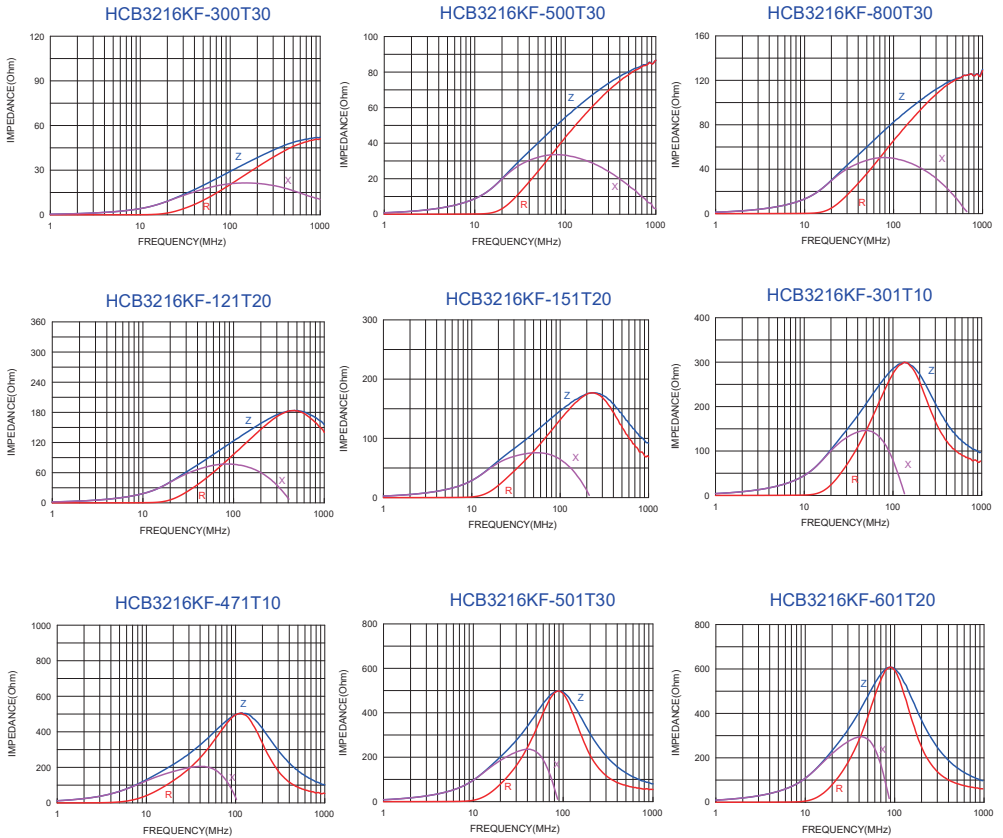 HCB3216KF-300T30
IMPEDANCE(Ohm)
120
90
60
30
0
Z
X
R
1
10
100
1000
FREQUENCY(MHz)
HCB3216KF-500T30
IMPEDANCE(Ohm)
100
80
60
40
20
0
Z
X
R
1
10
100
1000
FREQUENCY(MHz)
HCB3216KF-800T30
IMPEDANCE(Ohm)
160
120
80
40
0
Z
X
R
1
10
100
1000
FREQUENCY(MHz)
HCB3216KF-121T20
IMPEDANCE(Ohm)
360
300
240
180
120
60
0
Z
X
R
1
10
100
1000
FREQUENCY(MHz)
HCB3216KF-151T20
IMPEDANCE(Ohm)
300
200
100
0
Z
X
R
1
10
100
1000
FREQUENCY(MHz)
HCB3216KF-301T10
IMPEDANCE(Ohm)
400
300
200
100
0
Z
X
R
1
10
100
1000
FREQUENCY(MHz)
HCB3216KF-471T10
IMPEDANCE(Ohm)
1000
800
600
400
200
0
Z
X
R
1
10
100
1000
FREQUENCY(MHz)
HCB3216KF-501T30
IMPEDANCE(Ohm)
800
600
400
200
0
Z
X
R
1
10
100
1000
FREQUENCY(MHz)
HCB3216KF-601T20
IMPEDANCE(Ohm)
800
600
400
200
0
Z
X
R
1
10
100
1000
FREQUENCY(MHz)